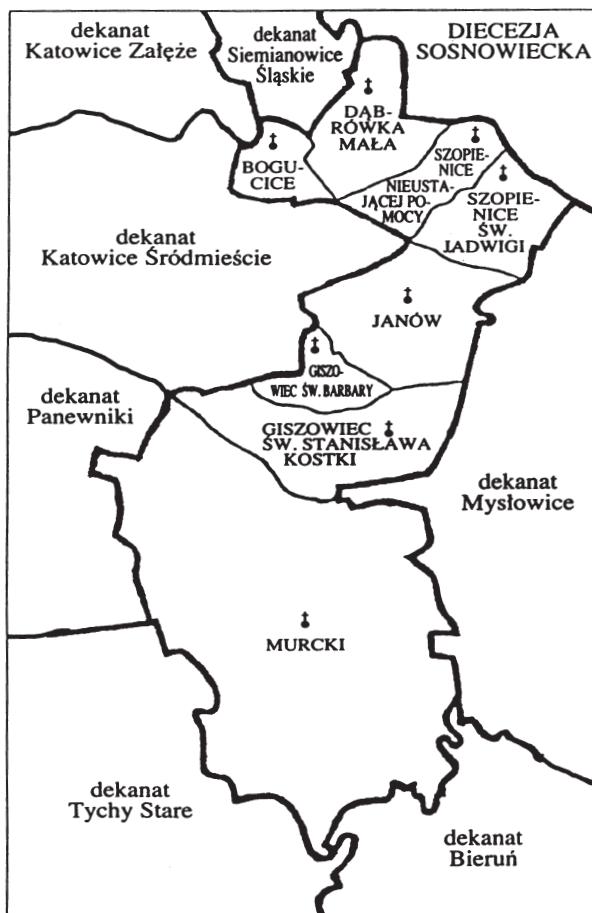 dekanat
Katowice Załęże
dekanat
Siemianowice
Śląskie
DIECEZJA
SOSNOWIECKA
DĄB-
RÓWKA
MAŁA
BOGU-
CICE
SZOPIE-
NICE
NIEUSTA-
JĄCEJ PO-
MOCY
SZOPIE-
NICE
ŚW.
JADWIGI
dekanat
Katowice Śródmieście
JANÓW
GISZO-
WIEC ŚW. BARBARY
dekanat
Panewniki
GISZOWIEC
ŚW. STANISŁAWA
KOSTKI
dekanat
Mysłowice
MURCKI
dekanat
Tychy Stare
dekanat
Bieruń